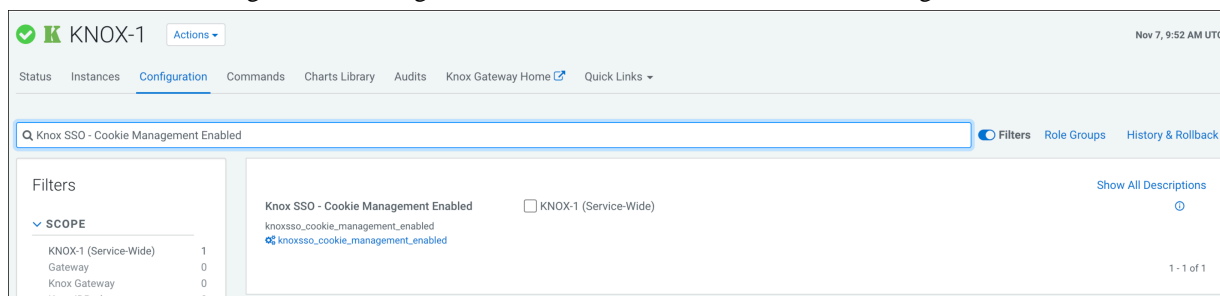 KNOX-1 Actions Nov 7, 9:52 AM UTC
Status Instances Configuration Commands Charts Library Audits Knox Gateway Home Quick Links
Knox SSO - Cookie Management Enabled Filters Role Groups History & Rollback
Filters
Show All Descriptions
Knox SSO - Cookie Management Enabled KNOX-1 (Service-Wide)
knoxsso_cookie_management_enabled
knoxsso_cookie_management_enabled
SCOPE
KNOX-1 (Service-Wide) 1
Gateway 0
Knox Gateway 0
1 - 1 of 1